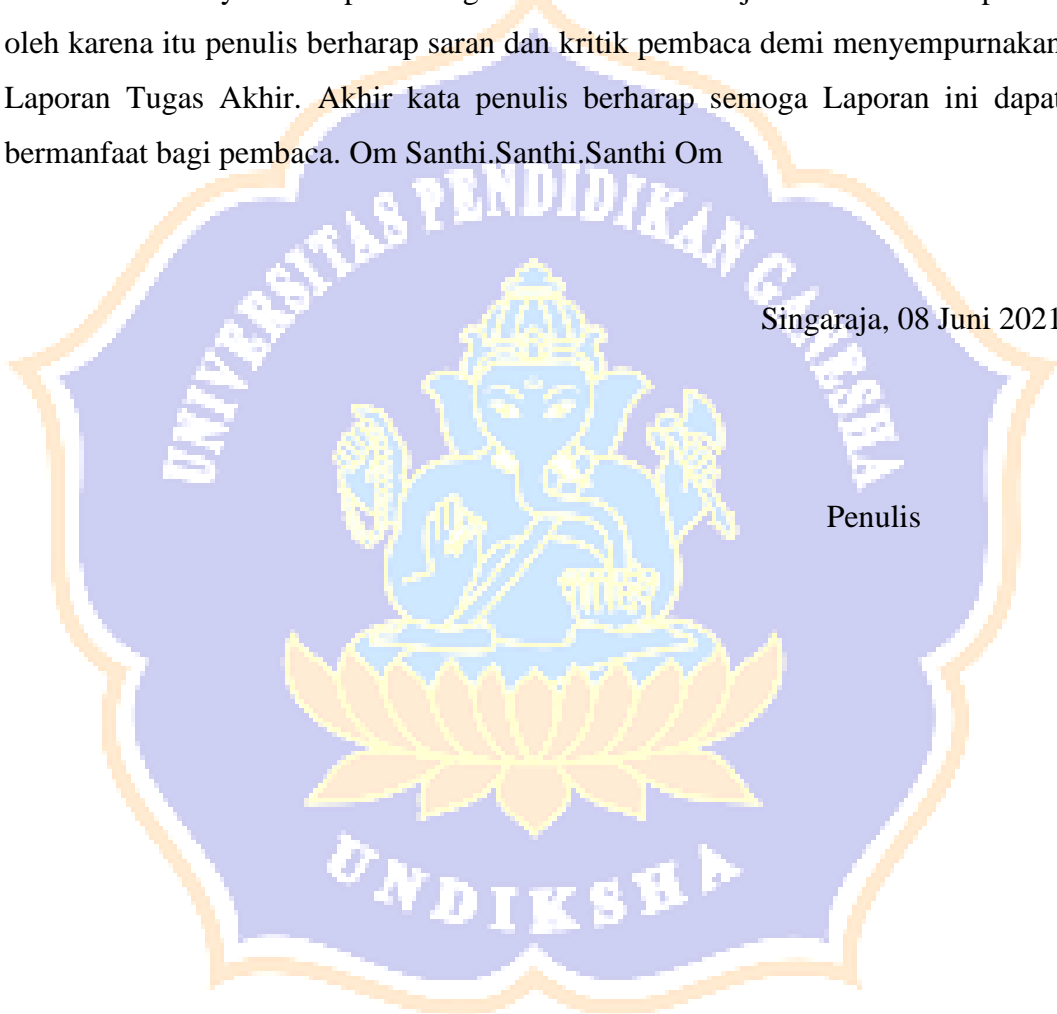 oleh karena itu penulis berharap saran dan kritik pembaca demi menyempurnakan
Laporan Tugas Akhir. Akhir kata penulis berharap semoga Laporan ini dapat
bermanfaat bagi pembaca. Om Santhi.Santhi.Santhi Om
UNIVERSITAS PENDIDIKAN GANESHA
Singaraja, 08 Juni 2021
Penulis
UNDIKSHA